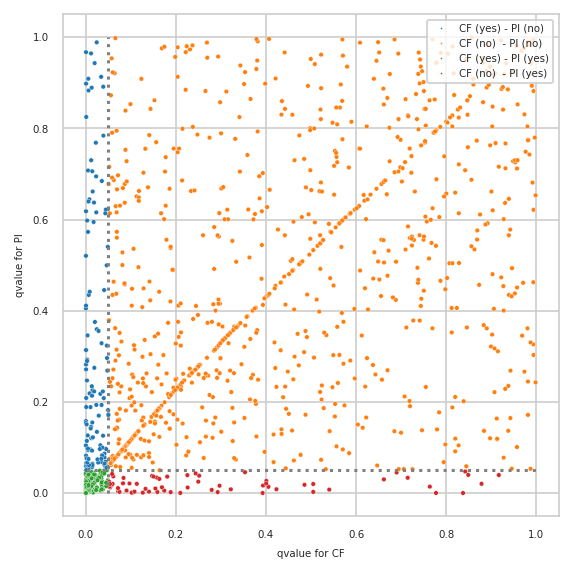 1.0
0.8
0.6
0.4
0.2
0.0
qvalue for PI
CF (yes) - PI (no)
CF (no)  - PI (no)
CF (yes) - PI (yes)
CF (no)  - PI (yes)
0.0 0.2 0.4 0.6 0.8 1.0
qvalue for CF